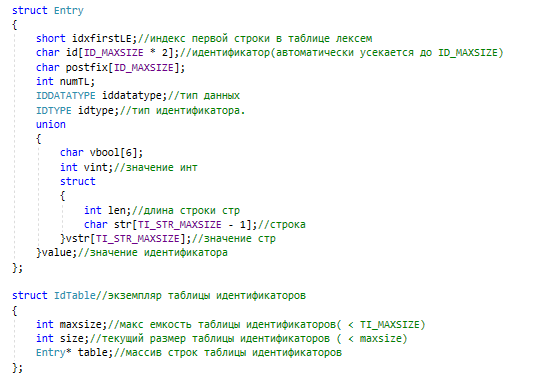 struct Entry
{
short idxfirstLE;//индекс первой строки в таблице лексем
char id[ID_MAXSIZE * 2];//идентификатор(автоматически усекается до ID_MAXSIZE)
char postfix[ID_MAXSIZE];
int numTL;
IDDATATYPE iddatatype;//тип данных
IDTYPE idtype;//тип идентификатора.
union
{
char vbool[6];
int vint;//значение инт
struct
{
int len;//длина строки стр
char str[TI_STR_MAXSIZE - 1];//строка
}vstr[TI_STR_MAXSIZE];//значение стр
}value;//значение идентификатора
};
struct IdTable//экземпляр таблицы идентификаторов
{
int maxsize;//макс емкость таблицы идентификаторов( < TI_MAXSIZE)
int size;//текущий размер таблицы идентификаторов ( < maxsize)
Entry* table;//массив строк таблицы идентификаторов
};